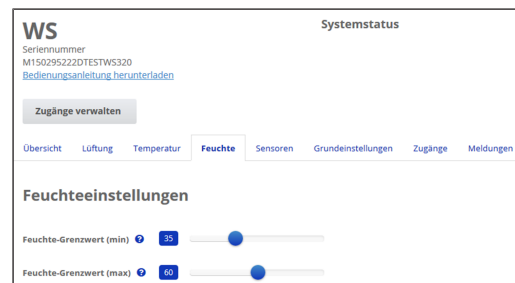 WS
Systemstatus
Seriennummer
M150295222DTESTWS320
Bedienungsanleitung herunterladen
Zugänge verwalten
Übersicht Lüftung Temperatur Feuchte Sensoren Grundeinstellungen Zugänge Meldungen
Feuchteeinstellungen
Feuchte-Grenzwert (min) ? 35
Feuchte-Grenzwert (max) ? 60